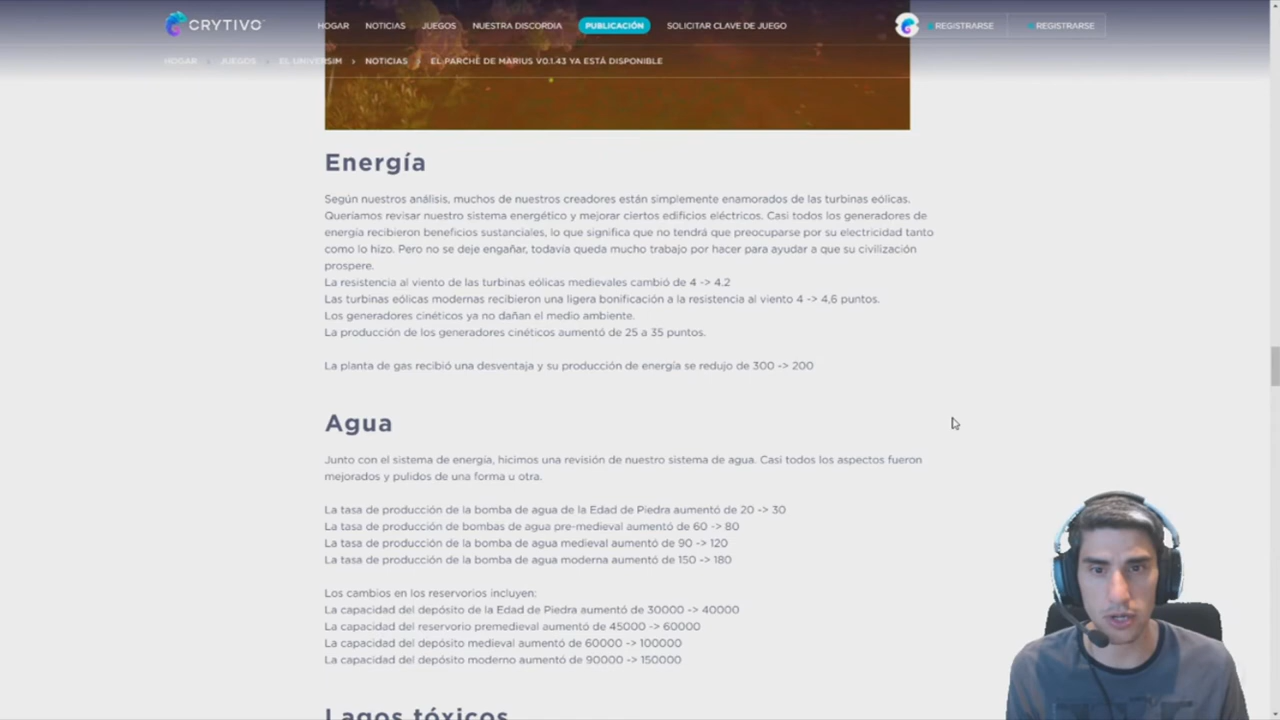 CRYTIVO
HOGAR NOTICIAS JUEGOS NUESTRA DISCORDIA PUBLICACIÓN SOLICITAR CLAVE DE JUEGO REGISTRARSE REGISTRARSE
HOGAR > JUEGOS > EL UNIVERSIM > NOTICIAS > EL PARCHE DE MARIUS V0.1.43 YA ESTÁ DISPONIBLE
Energía
Según nuestros análisis, muchos de nuestros creadores están simplemente enamorados de las turbinas eólicas.
Queríamos revisar nuestro sistema energético y mejorar ciertos edificios eléctricos. Casi todos los generadores de
energía recibieron beneficios sustanciales, lo que significa que no tendrá que preocuparse por su electricidad tanto
como lo hizo. Pero no se deje engañar, todavía queda mucho trabajo por hacer para ayudar a que su civilización
prospere.
La resistencia al viento de las turbinas eólicas medievales cambió de 4 -> 4.2
Las turbinas eólicas modernas recibieron una ligera bonificación a la resistencia al viento 4 -> 4,6 puntos.
Los generadores cinéticos ya no dañan el medio ambiente.
La producción de los generadores cinéticos aumentó de 25 a 35 puntos.
La planta de gas recibió una desventaja y su producción de energía se redujo de 300 -> 200
Agua
Junto con el sistema de energía, hicimos una revisión de nuestro sistema de agua. Casi todos los aspectos fueron
mejorados y pulidos de una forma u otra.
La tasa de producción de la bomba de agua de la Edad de Piedra aumentó de 20 -> 30
La tasa de producción de bombas de agua pre-medieval aumentó de 60 -> 80
La tasa de producción de la bomba de agua medieval aumentó de 90 -> 120
La tasa de producción de la bomba de agua moderna aumentó de 150 -> 180
Los cambios en los reservorios incluyen:
La capacidad del depósito de la Edad de Piedra aumentó de 30000 -> 40000
La capacidad del reservorio premedieval aumentó de 45000 -> 60000
La capacidad del depósito medieval aumentó de 60000 -> 100000
La capacidad del depósito moderno aumentó de 90000 -> 150000
Lagos tóxicos